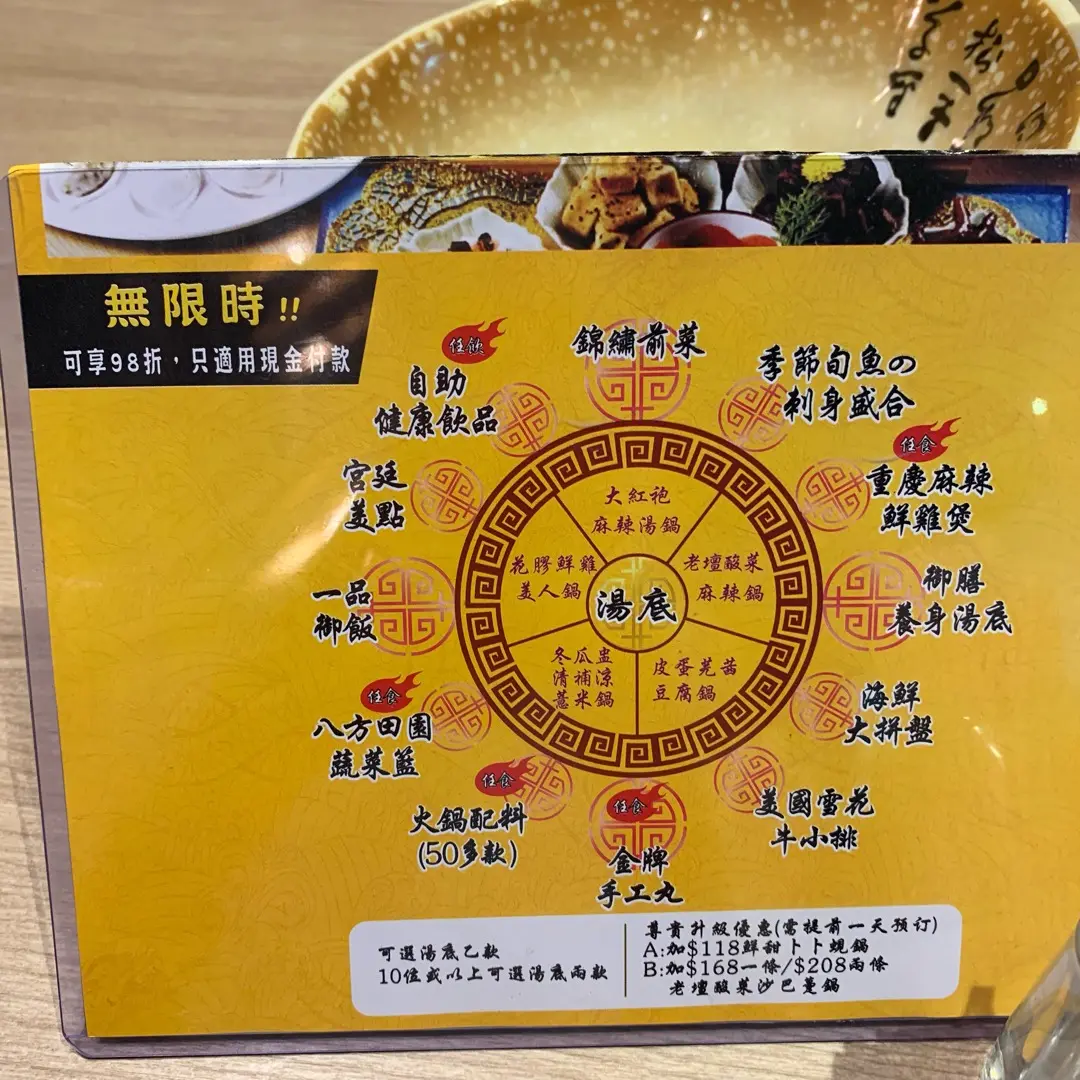 無限時!!
可享98折，只適用現金付款
錦繡前菜
季節旬魚の
刺身盛合
任食
重慶麻辣
鮮雞煲
御膳
養身湯底
海鮮
大拼盤
美國雪花
牛小排
任食
金牌
手工丸
任食
火鍋配料
(50多款)
任食
八方田園
蔬菜籃
一品
御飯
宮廷
美點
任飲
自助
健康飲品
湯底
大紅袍
麻辣湯鍋
老壇酸菜
麻辣鍋
皮蛋芫茜
豆腐鍋
冬瓜盅
清補涼
薏米鍋
花膠鮮雞
美人鍋
可選湯底乙款
10位或以上可選湯底兩款
尊貴升級優惠(需提前一天預訂)
A:加$118鮮甜卜卜蜆鍋
B:加$168一條/$208兩條
老壇酸菜沙巴蔓鍋